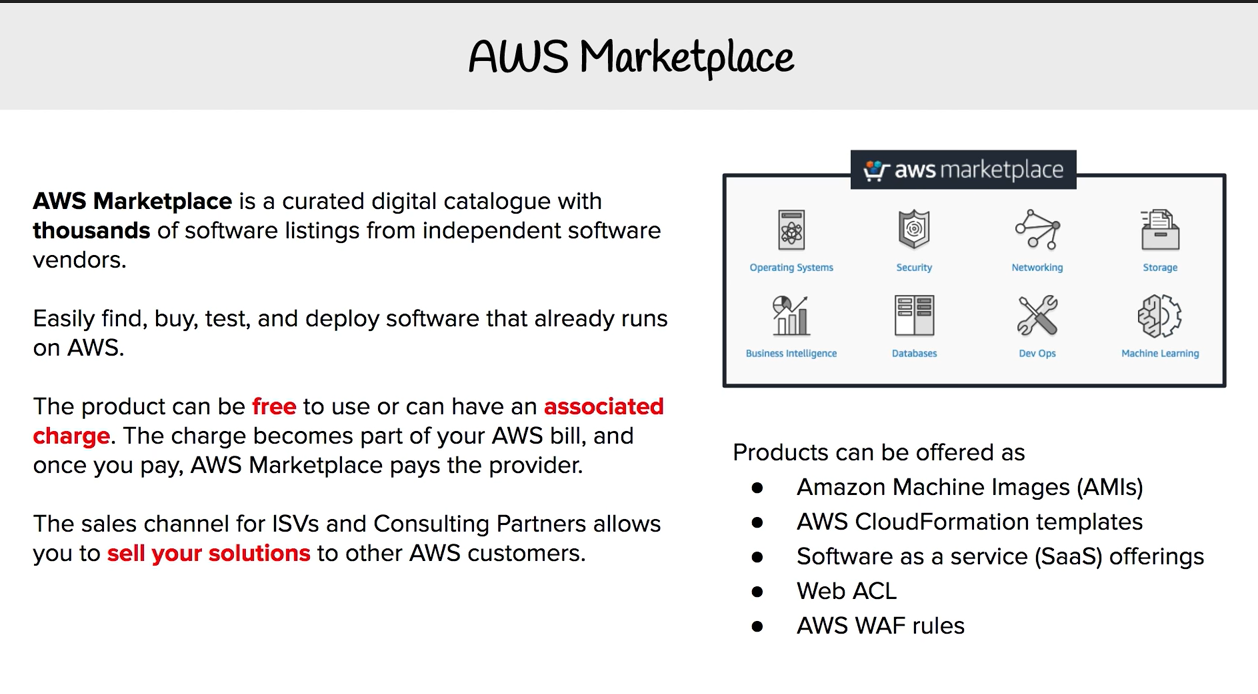 AWS Marketplace
AWS Marketplace is a curated digital catalogue with
thousands of software listings from independent software
vendors.
Easily find, buy, test, and deploy software that already runs
on AWS.
The product can be free to use or can have an associated
charge. The charge becomes part of your AWS bill, and
once you pay, AWS Marketplace pays the provider.
The sales channel for ISVs and Consulting Partners allows
you to sell your solutions to other AWS customers.
aws marketplace
Operating Systems Security Networking Storage
Business Intelligence Databases Dev Ops Machine Learning
Products can be offered as
● Amazon Machine Images (AMIs)
● AWS CloudFormation templates
● Software as a service (SaaS) offerings
● Web ACL
● AWS WAF rules